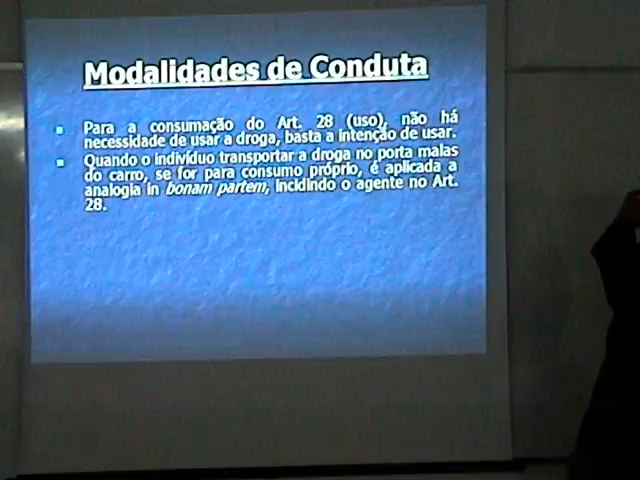 Modalidades de Conduta
Para a consumação do Art. 28 (uso), não há
necessidade de usar a droga, basta a intenção de usar.
Quando o indivíduo transportar a droga no porta malas
do carro, se for para consumo próprio, é aplicada a
analogia in bonam partem, incidindo o agente no Art.
28.